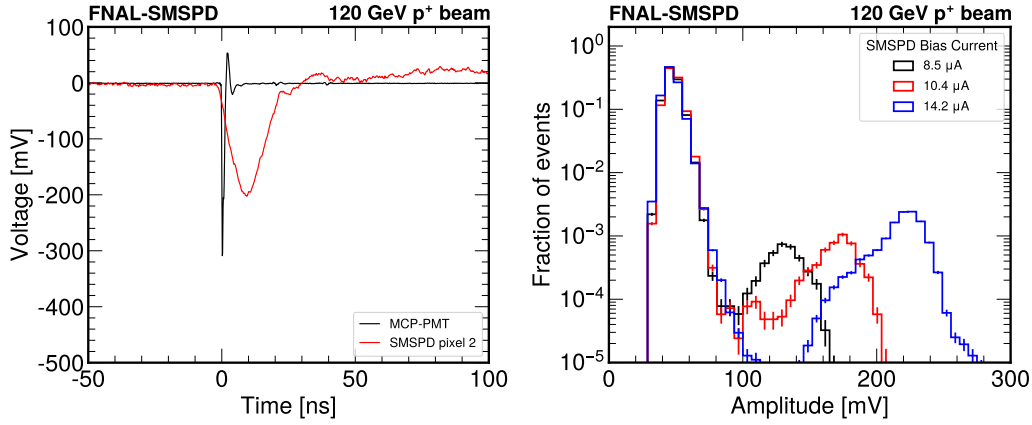 FNAL-SMSPD 120 GeV p⁺ beam
Voltage [mV]
100
0
-100
-200
-300
-400
-500
MCP-PMT
SMSPD pixel 2
-50 0 50 100
Time [ns]
FNAL-SMSPD 120 GeV p⁺ beam
Fraction of events
10⁰
10⁻¹
10⁻²
10⁻³
10⁻⁴
10⁻⁵
SMSPD Bias Current
8.5 µA
10.4 µA
14.2 µA
0 100 200 300
Amplitude [mV]